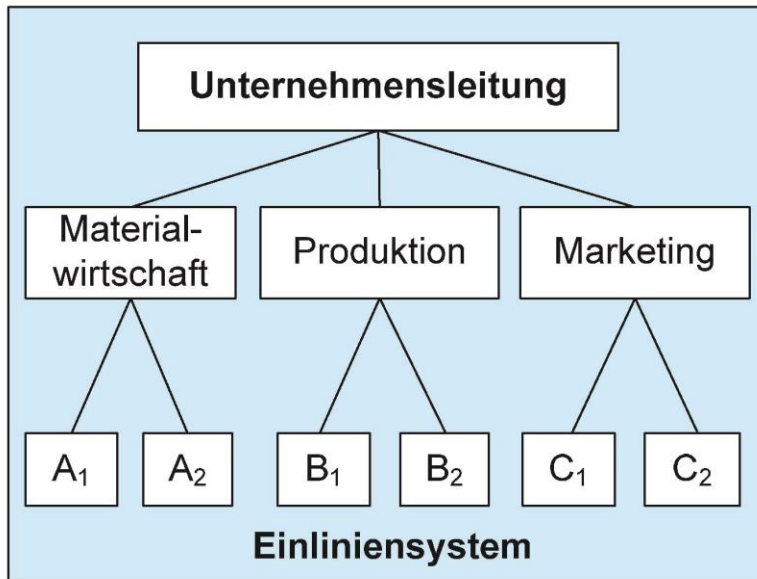 Unternehmensleitung
Material-
wirtschaft
Produktion
Marketing
A₁
A₂
B₁
B₂
C₁
C₂
Einliniensystem